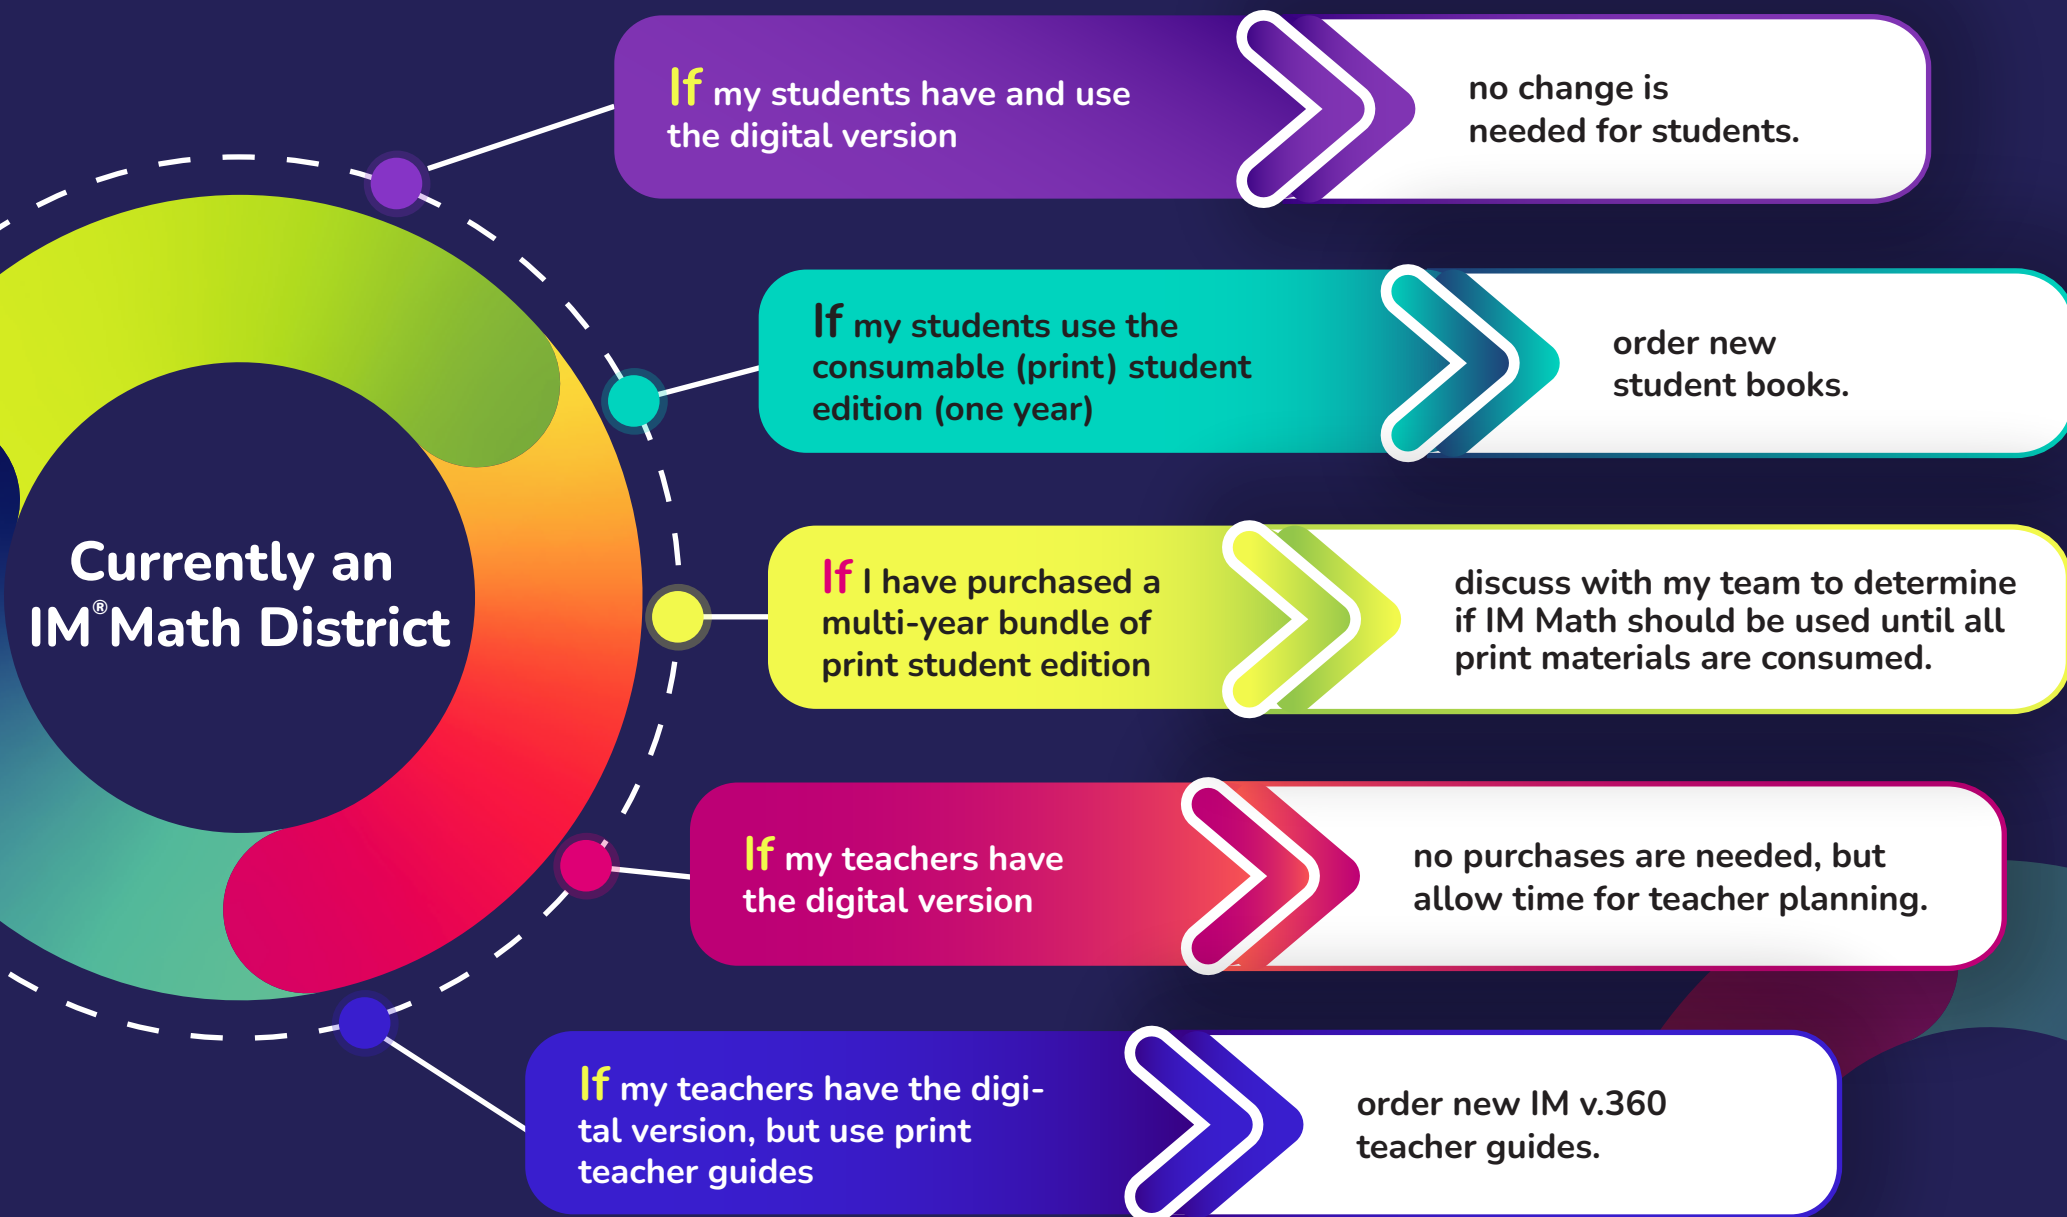 If my students have and use
the digital version
no change is
needed for students.
If my students use the
consumable (print) student
edition (one year)
order new
student books.
Currently an
IM®Math District
If I have purchased a
multi-year bundle of
print student edition
discuss with my team to determine
if IM Math should be used until all
print materials are consumed.
If my teachers have
the digital version
no purchases are needed, but
allow time for teacher planning.
If my teachers have the digi-
tal version, but use print
teacher guides
order new IM v.360
teacher guides.